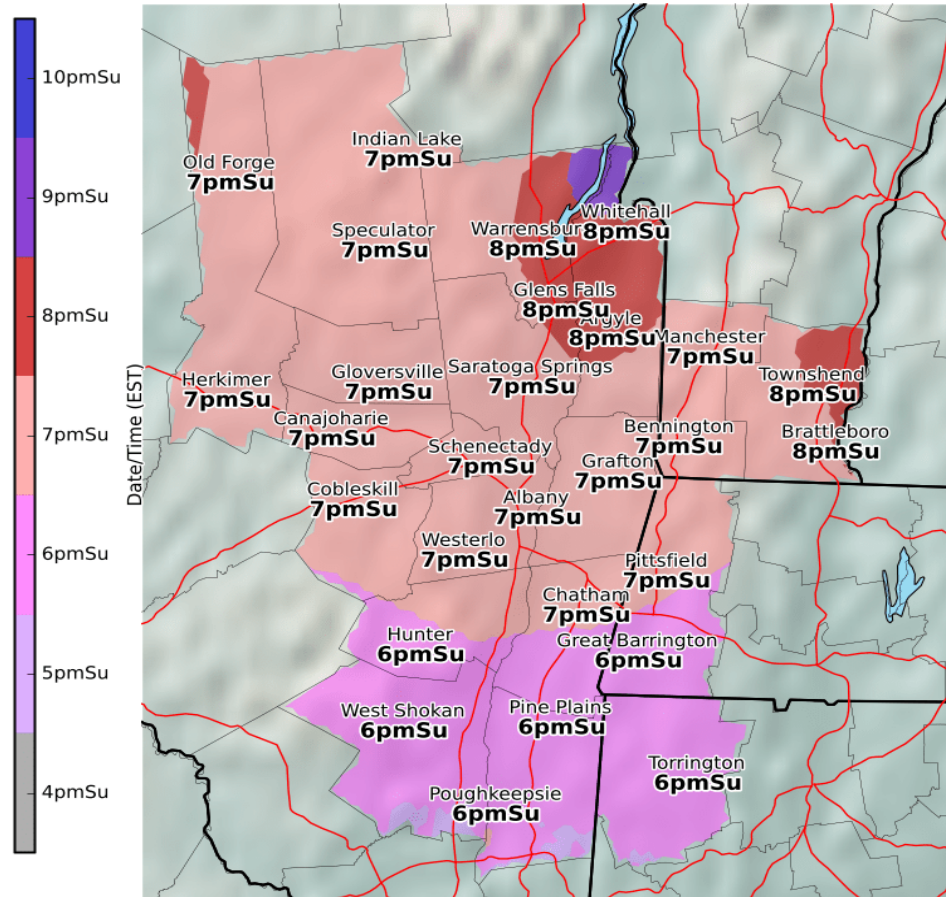 10pmSu
9pmSu
8pmSu
7pmSu
6pmSu
5pmSu
4pmSu
Date/Time (EST)
Indian Lake
7pmSu
Old Forge
7pmSu
Whitehall
8pmSu
Speculator
7pmSu
Warrensbur
8pmSu
Glens Falls
8pmSu
Argyle
8pmSu
Manchester
7pmSu
Saratoga Springs
7pmSu
Gloversville
7pmSu
Herkimer
7pmSu
Townshend
8pmSu
Canajoharie
7pmSu
Bennington
7pmSu
Brattleboro
8pmSu
Schenectady
7pmSu
Grafton
7pmSu
Cobleskill
7pmSu
Albany
7pmSu
Westerlo
7pmSu
Pittsfield
7pmSu
Chatham
7pmSu
Hunter
6pmSu
Great Barrington
6pmSu
West Shokan
6pmSu
Pine Plains
6pmSu
Torrington
6pmSu
Poughkeepsie
6pmSu